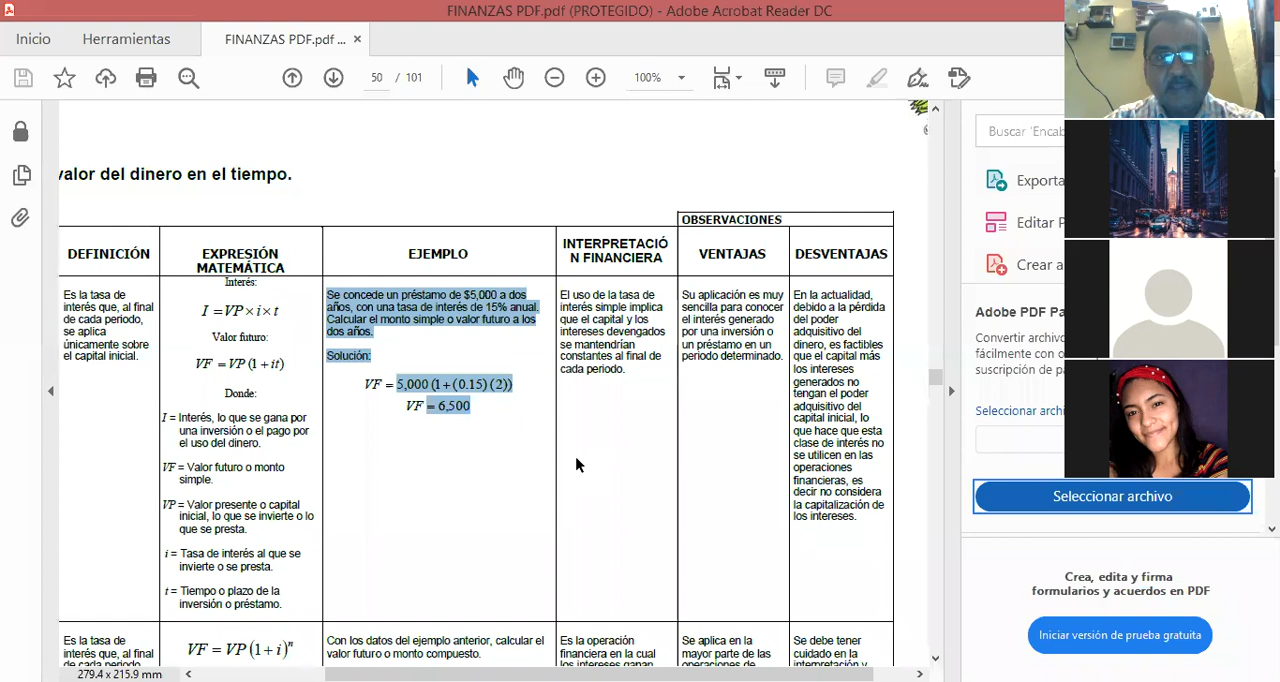 FINANZAS PDF.pdf (PROTEGIDO) - Adobe Acrobat Reader DC
Inicio
Herramientas
FINANZAS PDF.pdf ... ×
50 / 101
100%
valor del dinero en el tiempo.
OBSERVACIONES
DEFINICIÓN
EXPRESIÓN
MATEMÁTICA
EJEMPLO
INTERPRETACIÓ
N FINANCIERA
VENTAJAS
DESVENTAJAS
Es la tasa de
interés que, al final
de cada periodo,
se aplica
únicamente sobre
el capital inicial.
Interés:
I = VP × i × t
Valor futuro:
VF = VP (1 + it)
Donde:
I = Interés, lo que se gana por
una inversión o el pago por
el uso del dinero.
VF = Valor futuro o monto
simple.
VP = Valor presente o capital
inicial, lo que se invierte o lo
que se presta.
i = Tasa de interés al que se
invierte o se presta.
t = Tiempo o plazo de la
inversión o préstamo.
Se concede un préstamo de $5,000 a dos
años, con una tasa de interés de 15% anual.
Calcular el monto simple o valor futuro a los
dos años.
Solución:
VF = 5,000 (1 + (0.15) (2))
VF = 6,500
El uso de la tasa de
interés simple implica
que el capital y los
intereses devengados
se mantendrían
constantes al final de
cada periodo.
Su aplicación es muy
sencilla para conocer
el interés generado
por una inversión o
un préstamo en un
periodo determinado.
En la actualidad,
debido a la pérdida
del poder
adquisitivo del
dinero, es factibles
que el capital más
los intereses
generados no
tengan el poder
adquisitivo del
capital inicial, lo
que hace que esta
clase de interés no
se utilicen en las
operaciones
financieras, es
decir no considera
la capitalización de
los intereses.
Es la tasa de
interés que, al final
de cada periodo
VF = VP (1 + i)ⁿ
Con los datos del ejemplo anterior, calcular el
valor futuro o monto compuesto.
Es la operación
financiera en la cual
los intereses ganan
Se aplica en la
mayor parte de las
operaciones de
Se debe tener
cuidado en la
interpretación y
279.4 x 215.9 mm
Buscar 'Encab
Exporta
Editar P
Crear a
Adobe PDF Pa
Convertir archivo
fácilmente con o
suscripción de pa
Seleccionar archi
Seleccionar archivo
Crea, edita y firma
formularios y acuerdos en PDF
Iniciar versión de prueba gratuita